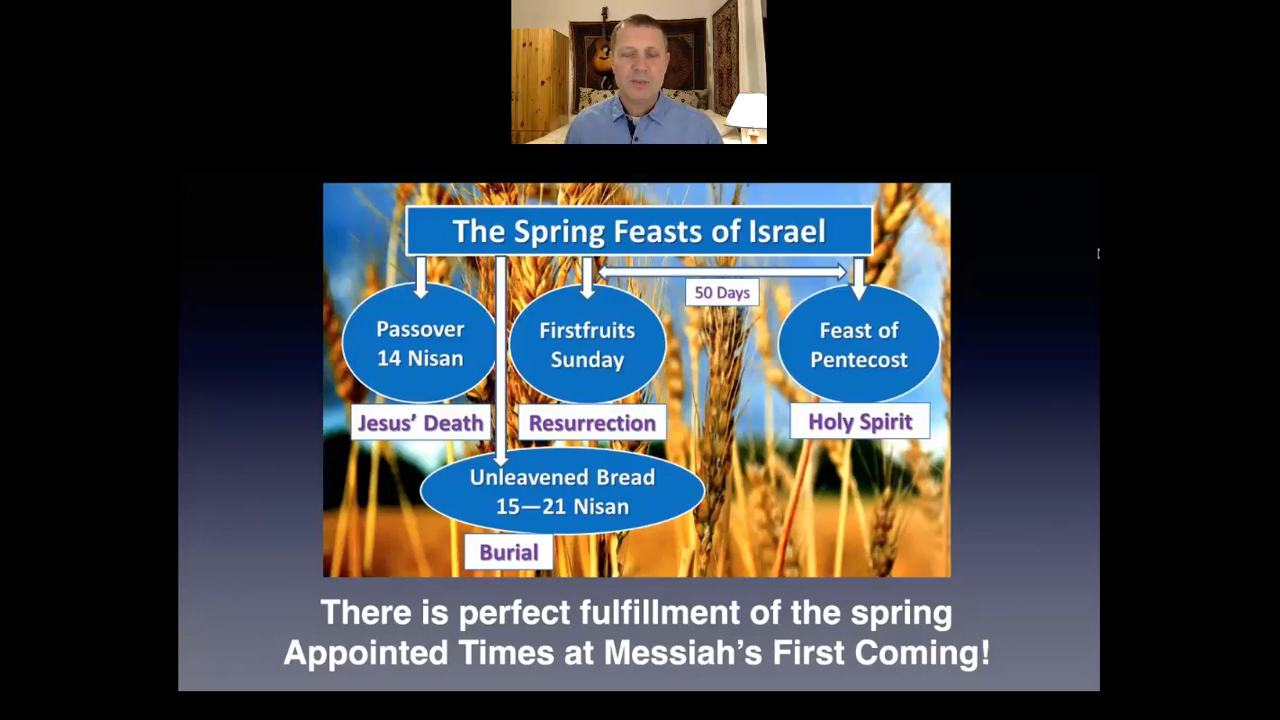 The Spring Feasts of Israel
50 Days
Passover
14 Nisan
Firstfruits
Sunday
Feast of
Pentecost
Jesus’ Death
Resurrection
Holy Spirit
Unleavened Bread
15—21 Nisan
Burial
There is perfect fulfillment of the spring
Appointed Times at Messiah’s First Coming!